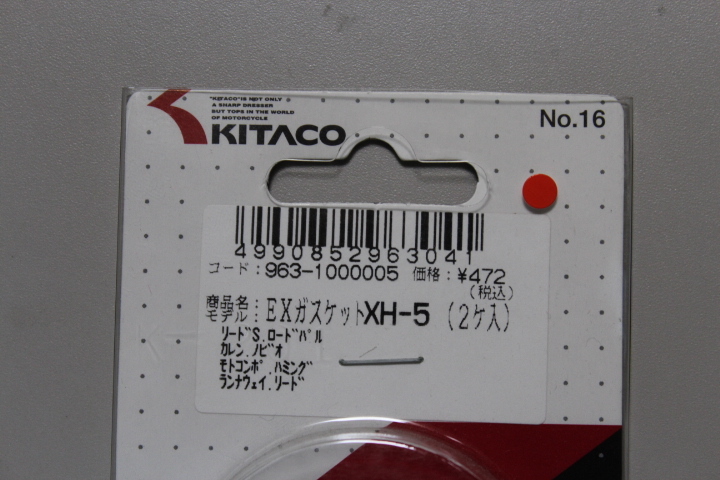 "KITACO" IS NOT ONLY
A SHARP DRESSER
BUT TOPS IN THE WORLD
OF MOTORCYCLE
KITACO
No.16
4990852963041
コード：963-1000005 価格：¥472
(税込)
商品名：EXガスケットXH-5 (2ケ入)
モデル：
リードS.ロードパル
カレン.ノビオ
モトコンポ.ハミング
ランナウェイ.リード